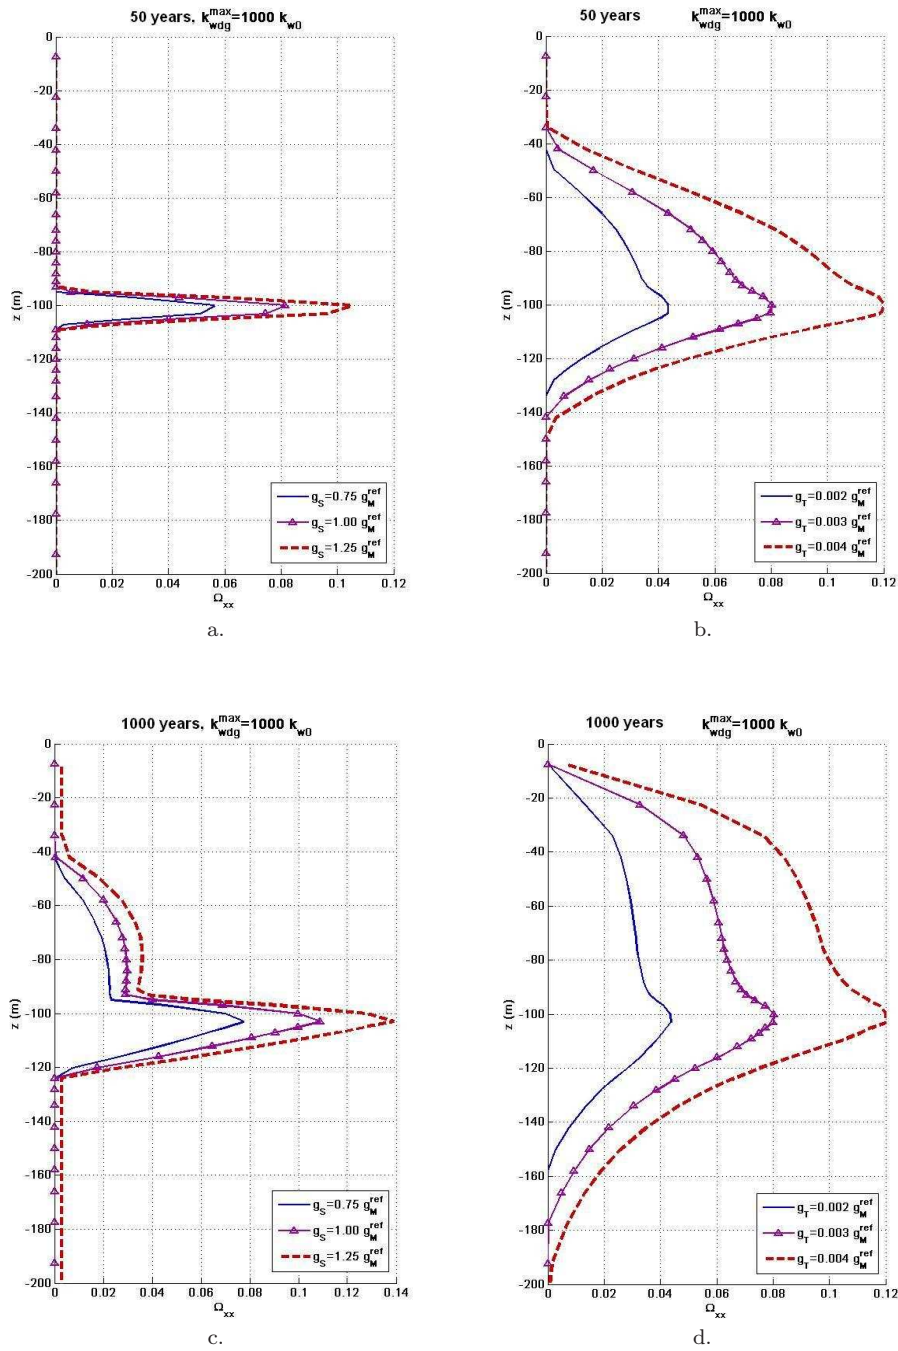 50 years, k_wdg^max=1000 k_w0
0
-20
-40
-60
-80
-100
-120
-140
-160
-180
-200
z (m)
g_S=0.75 g_M^ref
g_S=1.00 g_M^ref
g_S=1.25 g_M^ref
0 0.02 0.04 0.06 0.08 0.1 0.12
Ω_xx
a.
50 years k_wdg^max=1000 k_w0
0
-20
-40
-60
-80
-100
-120
-140
-160
-180
-200
z (m)
g_T=0.002 g_M^ref
g_T=0.003 g_M^ref
g_T=0.004 g_M^ref
0 0.02 0.04 0.06 0.08 0.1 0.12
Ω_xx
b.
1000 years, k_wdg^max=1000 k_w0
0
-20
-40
-60
-80
-100
-120
-140
-160
-180
-200
z (m)
g_S=0.75 g_M^ref
g_S=1.00 g_M^ref
g_S=1.25 g_M^ref
0 0.02 0.04 0.06 0.08 0.1 0.12 0.14
Ω_xx
c.
1000 years k_wdg^max=1000 k_w0
0
-20
-40
-60
-80
-100
-120
-140
-160
-180
-200
z (m)
g_T=0.002 g_M^ref
g_T=0.003 g_M^ref
g_T=0.004 g_M^ref
0 0.02 0.04 0.06 0.08 0.1 0.12
Ω_xx
d.